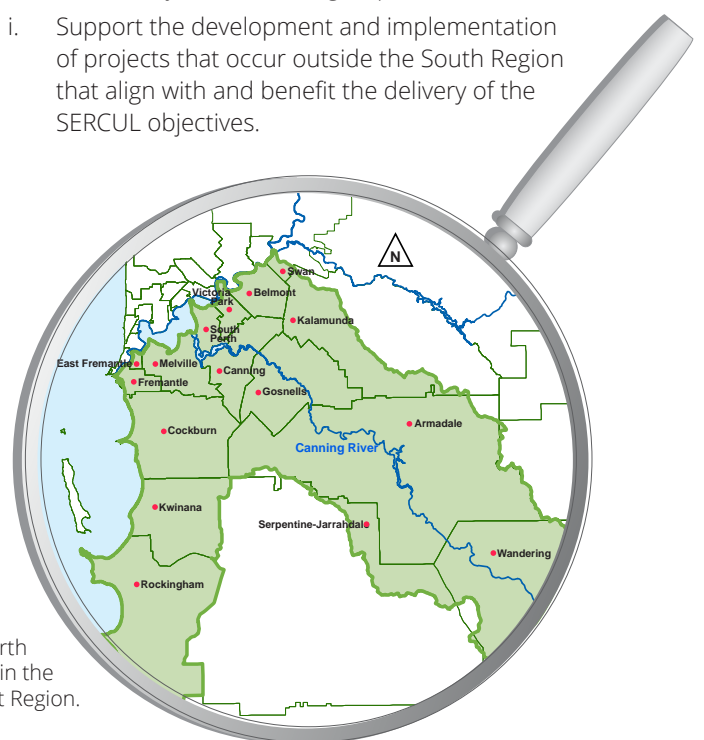 i. Support the development and implementation
of projects that occur outside the South Region
that align with and benefit the delivery of the
SERCUL objectives.
N
Swan
Victoria
Park
Belmont
Kalamunda
South
Perth
East Fremantle
Melville
Canning
Fremantle
Gosnells
Armadale
Cockburn
Canning River
Kwinana
Serpentine-Jarrahdale
Wandering
Rockingham
rth
in the
t Region.